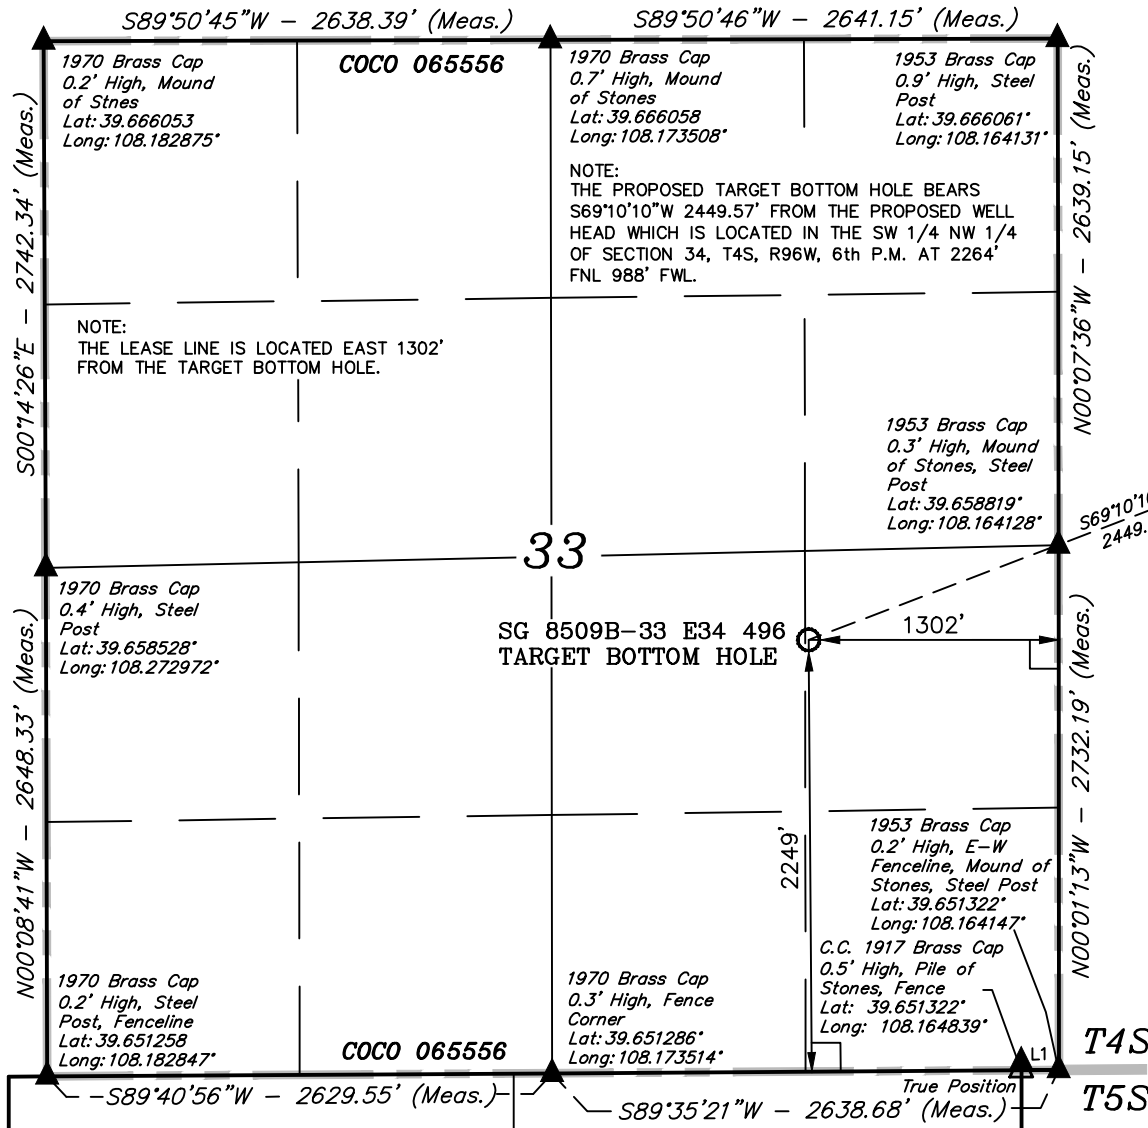 S89°50'45"W - 2638.39' (Meas.)
S89°50'46"W - 2641.15' (Meas.)
1970 Brass Cap
0.2' High, Mound
of Stnes
Lat: 39.666053
Long: 108.182875°
COCO 065556
1970 Brass Cap
0.7' High, Mound
of Stones
Lat: 39.666058
Long: 108.173508°
1953 Brass Cap
0.9' High, Steel
Post
Lat: 39.666061°
Long: 108.164131°
S00°14'26"E - 2742.34' (Meas.)
N00°07'36"W - 2639.15' (Meas.)
NOTE:
THE PROPOSED TARGET BOTTOM HOLE BEARS
S69°10'10"W 2449.57' FROM THE PROPOSED WELL
HEAD WHICH IS LOCATED IN THE SW 1/4 NW 1/4
OF SECTION 34, T4S, R96W, 6th P.M. AT 2264'
FNL 988' FWL.
NOTE:
THE LEASE LINE IS LOCATED EAST 1302'
FROM THE TARGET BOTTOM HOLE.
1953 Brass Cap
0.3' High, Mound
of Stones, Steel
Post
Lat: 39.658819°
Long: 108.164128°
S69°10'1
2449.
33
1970 Brass Cap
0.4' High, Steel
Post
Lat: 39.658528°
Long: 108.272972°
SG 8509B-33 E34 496
TARGET BOTTOM HOLE
1302'
N00°08'41"W - 2648.33' (Meas.)
N00°01'13"W - 2732.19' (Meas.)
2249'
1953 Brass Cap
0.2' High, E-W
Fenceline, Mound of
Stones, Steel Post
Lat: 39.651322°
Long: 108.164147°
C.C. 1917 Brass Cap
0.5' High, Pile of
Stones, Fence
Lat: 39.651322°
Long: 108.164839°
1970 Brass Cap
0.2' High, Steel
Post, Fenceline
Lat: 39.651258
Long: 108.182847°
COCO 065556
1970 Brass Cap
0.3' High, Fence
Corner
Lat: 39.651286°
Long: 108.173514°
L1
T4S
T5S
True Position
S89°40'56"W - 2629.55' (Meas.)
S89°35'21"W - 2638.68' (Meas.)